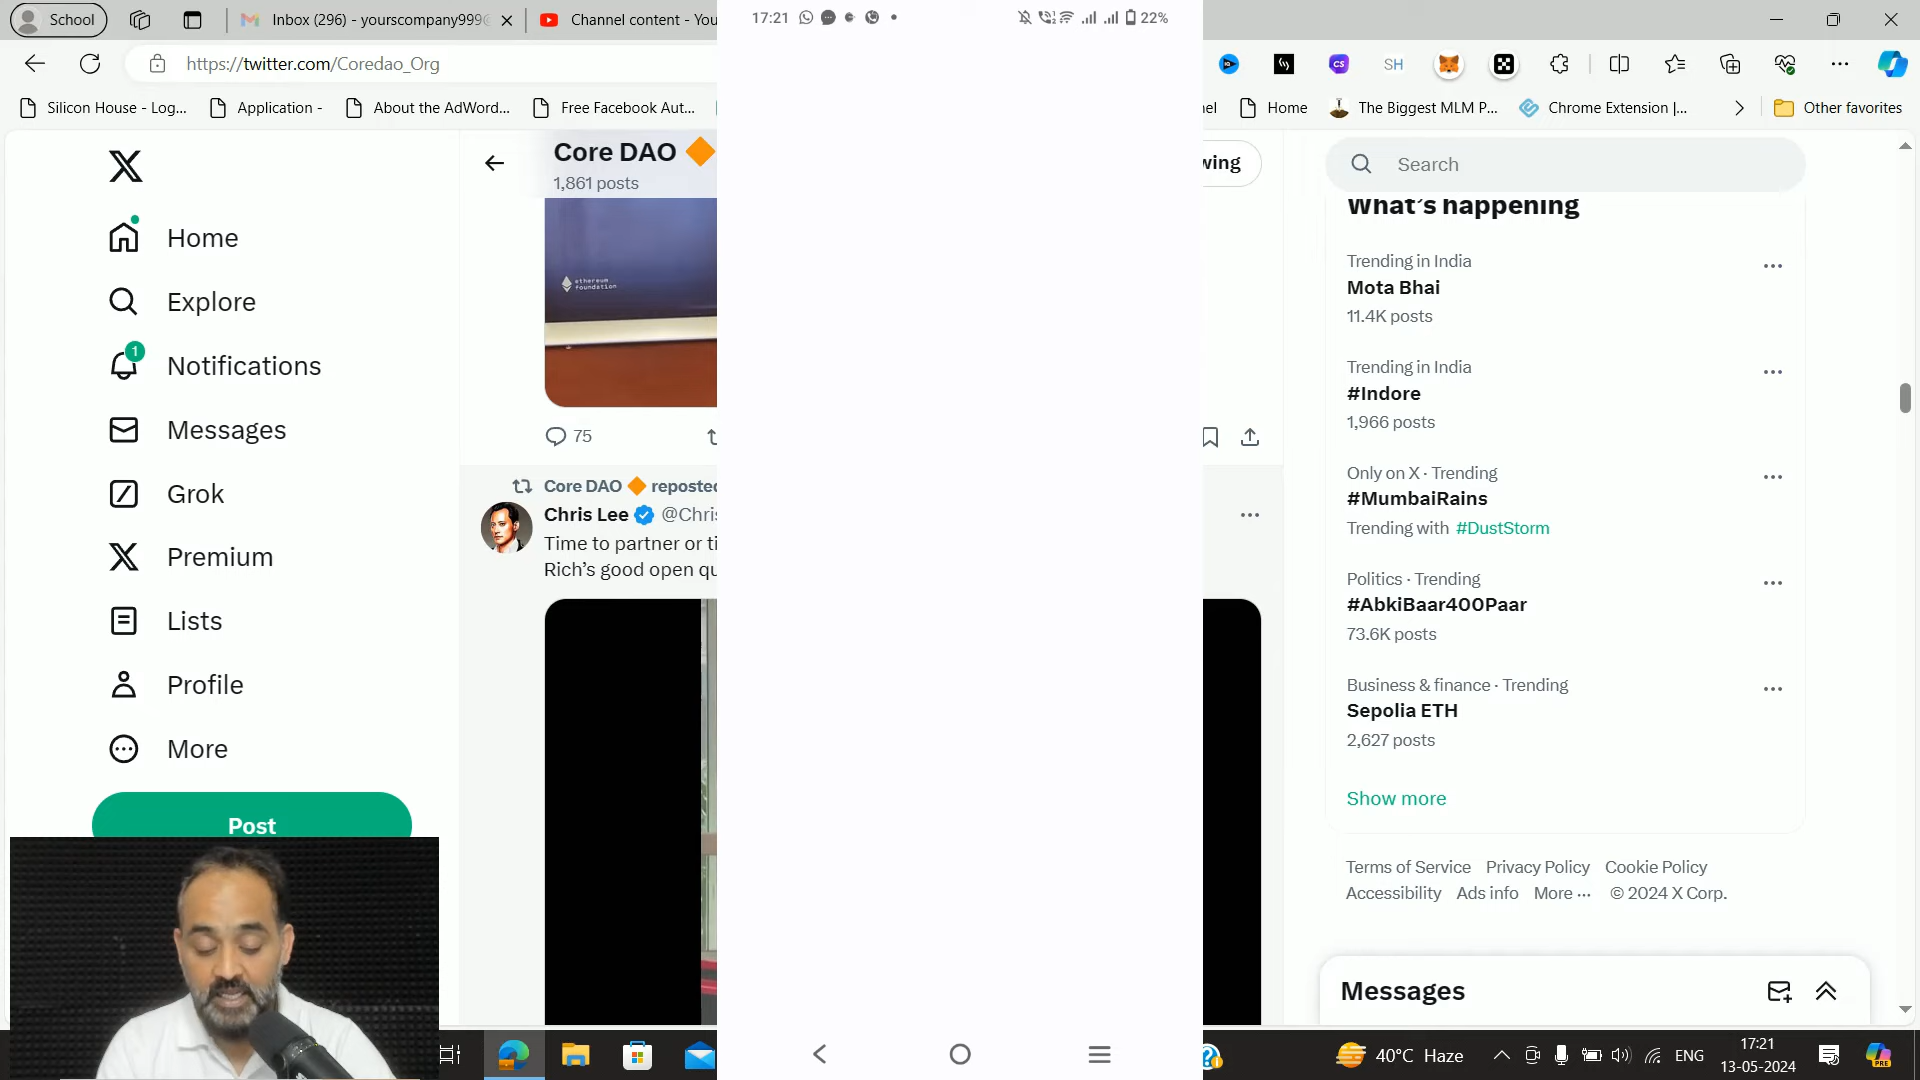 School
Inbox (296) - yourscompany999@
Channel content - You
17:21
22%
https://twitter.com/Coredao_Org
SH
Silicon House - Log...
Application -
About the AdWord...
Free Facebook Aut...
Home
The Biggest MLM P...
Chrome Extension |...
Other favorites
Core DAO
1,861 posts
wing
Search
What's happening
Home
Explore
1
Notifications
Messages
Grok
Premium
Lists
Profile
More
Post
ethereum
foundation
75
Core DAO reposted
Chris Lee @Chris
Time to partner or ti
Rich's good open qu
Trending in India
Mota Bhai
11.4K posts
Trending in India
#Indore
1,966 posts
Only on X · Trending
#MumbaiRains
Trending with #DustStorm
Politics · Trending
#AbkiBaar400Paar
73.6K posts
Business & finance · Trending
Sepolia ETH
2,627 posts
Show more
Terms of Service Privacy Policy Cookie Policy
Accessibility Ads info More ··· © 2024 X Corp.
Messages
40°C Haze
ENG
17:21
13-05-2024